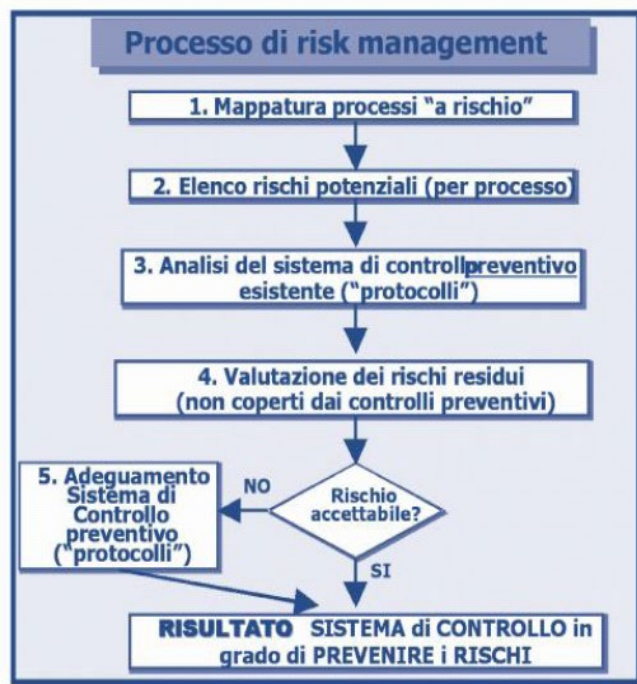 Processo di risk management
1. Mappatura processi “a rischio”
2. Elenco rischi potenziali (per processo)
3. Analisi del sistema di controllo preventivo
esistente (“protocolli”)
4. Valutazione dei rischi residui
(non coperti dai controlli preventivi)
5. Adeguamento
Sistema di
Controllo
preventivo
(“protocolli”)
NO
Rischio
accettabile?
SI
RISULTATO SISTEMA di CONTROLLO in
grado di PREVENIRE i RISCHI